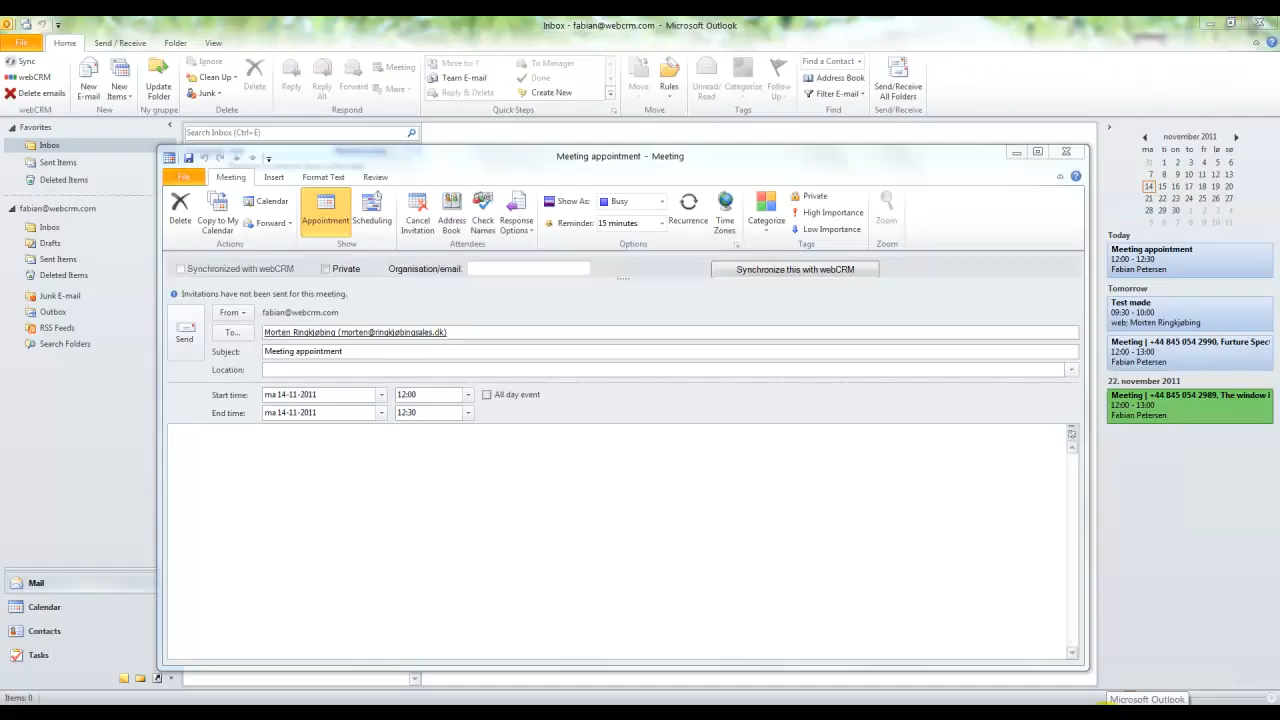 Inbox - fabian@webcrm.com - Microsoft Outlook
File Home Send / Receive Folder View
Sync
webCRM
Delete emails
webCRM
New E-mail
New Items
New
Update Folder
My gruppe
Ignore
Clean Up
Junk
Delete
Delete
Reply
Reply All
Forward
Meeting
More
Respond
Move to: ?
Team E-mail
Reply & Delete
To Manager
Done
Create New
Quick Steps
Move
Rules
Move
Unread/ Read
Categorize
Follow Up
Tags
Find a Contact
Address Book
Filter E-mail
Find
Send/Receive All Folders
Send/Receive
Favorites
Inbox
Sent Items
Deleted Items
fabian@webcrm.com
Inbox
Drafts
Sent Items
Deleted Items
Junk E-mail
Outbox
RSS Feeds
Search Folders
Mail
Calendar
Contacts
Tasks
Items: 0
Search Inbox (Ctrl+E)
Meeting appointment - Meeting
File Meeting Insert Format Text Review
Delete
Copy to My Calendar
Calendar
Forward
Actions
Appointment
Scheduling
Show
Cancel Invitation
Address Book
Check Names
Response Options
Attendees
Show As: Busy
Reminder: 15 minutes
Recurrence
Time Zones
Options
Categorize
Private
High Importance
Low Importance
Tags
Zoom
Zoom
Synchronized with webCRM Private Organisation/email: Synchronize this with webCRM
Invitations have not been sent for this meeting.
Send
From fabian@webcrm.com
To... Morten Ringkjøbing (morten@ringkjøbingsales.dk)
Subject: Meeting appointment
Location:
Start time: ma 14-11-2011 12:00 All day event
End time: ma 14-11-2011 12:30
november 2011
ma ti on to fr lø sø
31 1 2 3 4 5 6
7 8 9 10 11 12 13
14 15 16 17 18 19 20
21 22 23 24 25 26 27
28 29 30 1 2 3 4
5 6 7 8 9 10 11
Today
Meeting appointment
12:00 - 12:30
Fabian Petersen
Tomorrow
Test møde
09:30 - 10:00
web; Morten Ringkjøbing
Meeting | +44 845 054 2990, Furture Spect
12:00 - 13:00
Fabian Petersen
22. november 2011
Meeting | +44 845 054 2989, The window i
12:00 - 13:00
Fabian Petersen
Microsoft Outlook